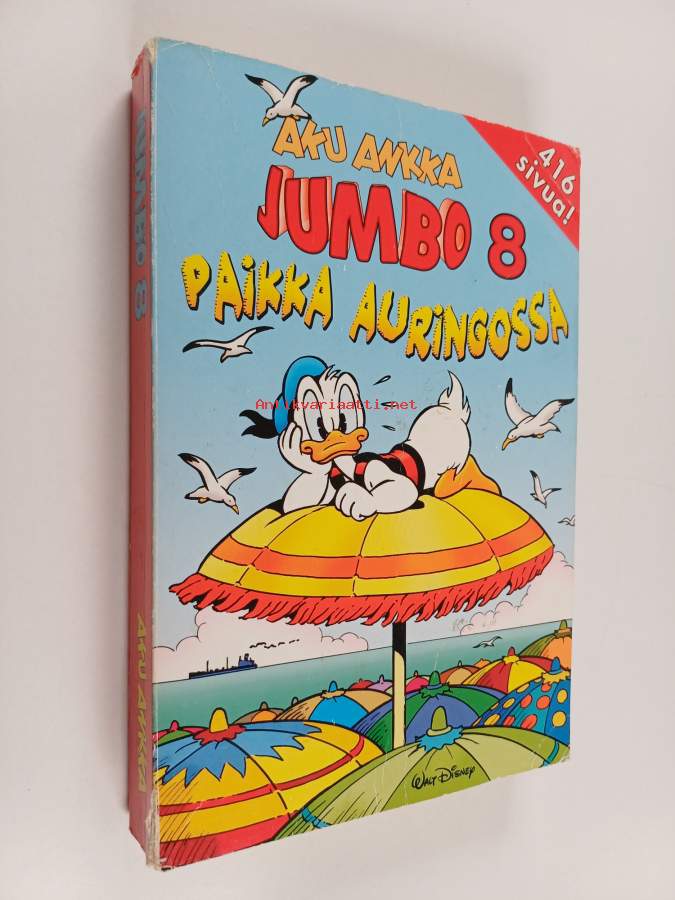 AKU ANKKA
JUMBO 8
PAIKKA AURINGOSSA
416
sivua!
Antikvariaatti.net
WALT DISNEY
JUMBO 8
AKU ANKKA